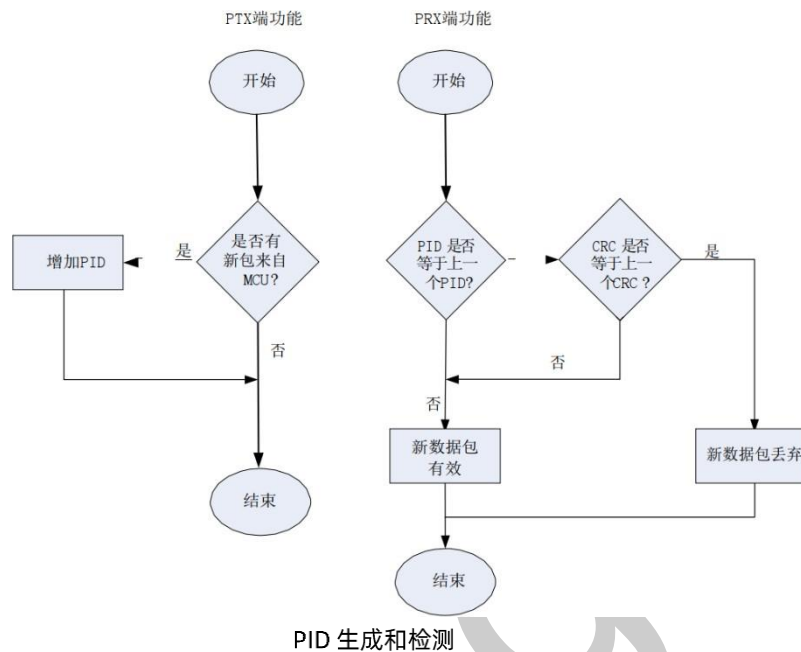 PTX端功能
PRX端功能
开始
开始
是否有
新包来自
MCU?
是
增加PID
否
结束
PID 是否
等于上一
个PID?
CRC 是否
等于上一
个CRC ?
是
否
否
新数据包
有效
新数据包丢弃
结束
PID 生成和检测